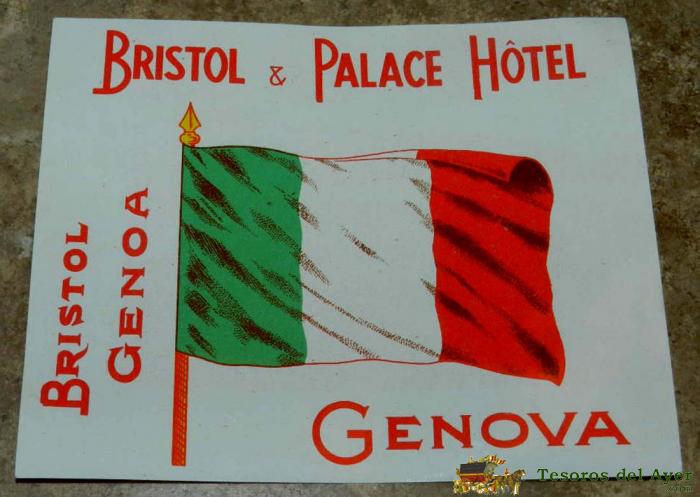 BRISTOL & PALACE HÔTEL
BRISTOL
GENOA
GENOVA
Tesoros del Ayer